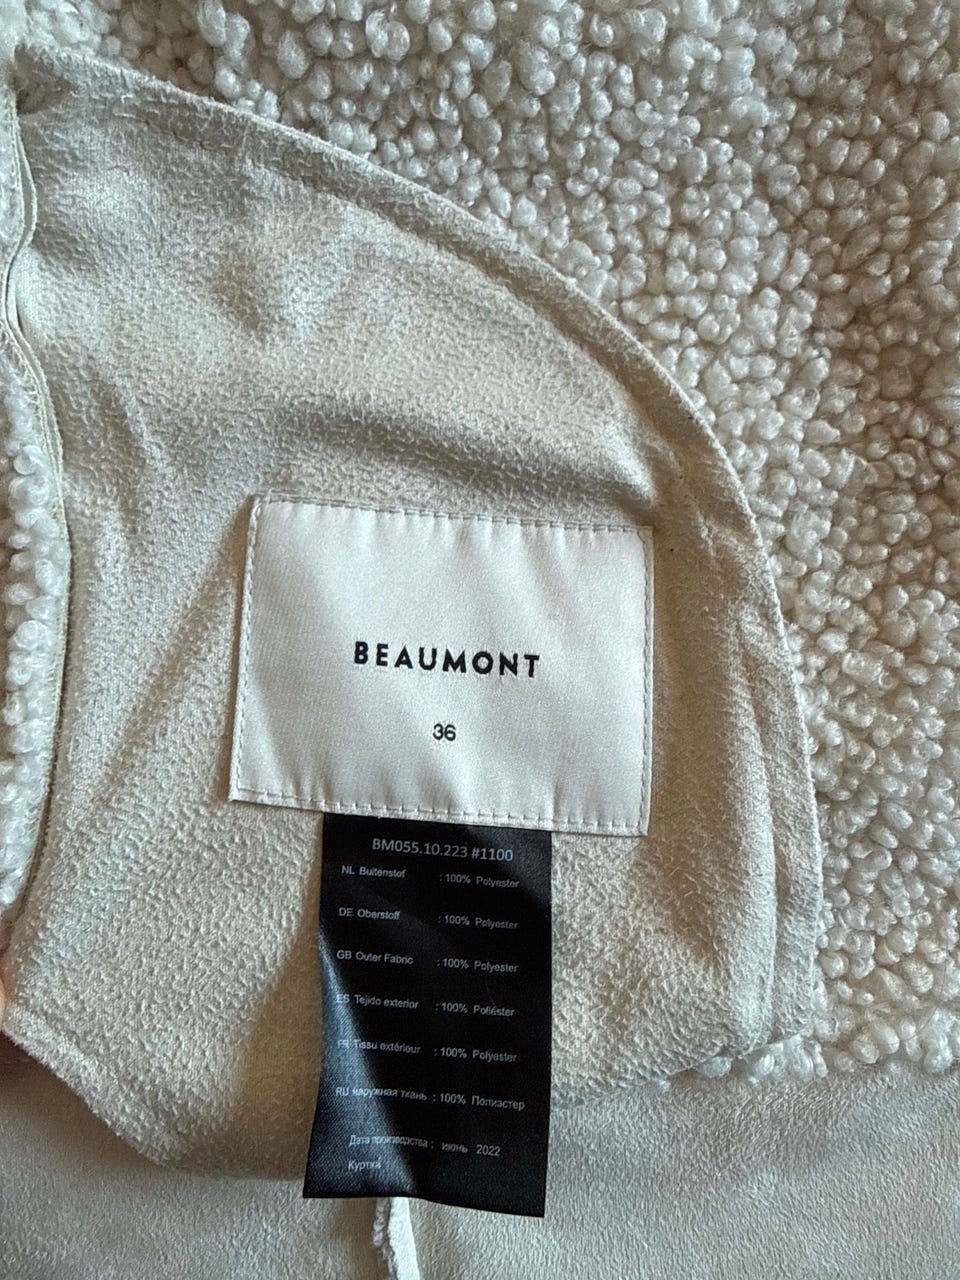 BEAUMONT
36
BM055.10.223 #1100
NL Buitenstof : 100% Polyester
DE Oberstoff : 100% Polyester
GB Outer Fabric : 100% Polyester
ES Tejido exterior : 100% Poliéster
FR Tissu extérieur : 100% Polyester
RU наружная ткань : 100% Полиэстер
Дата производства : июнь 2022
Куртка